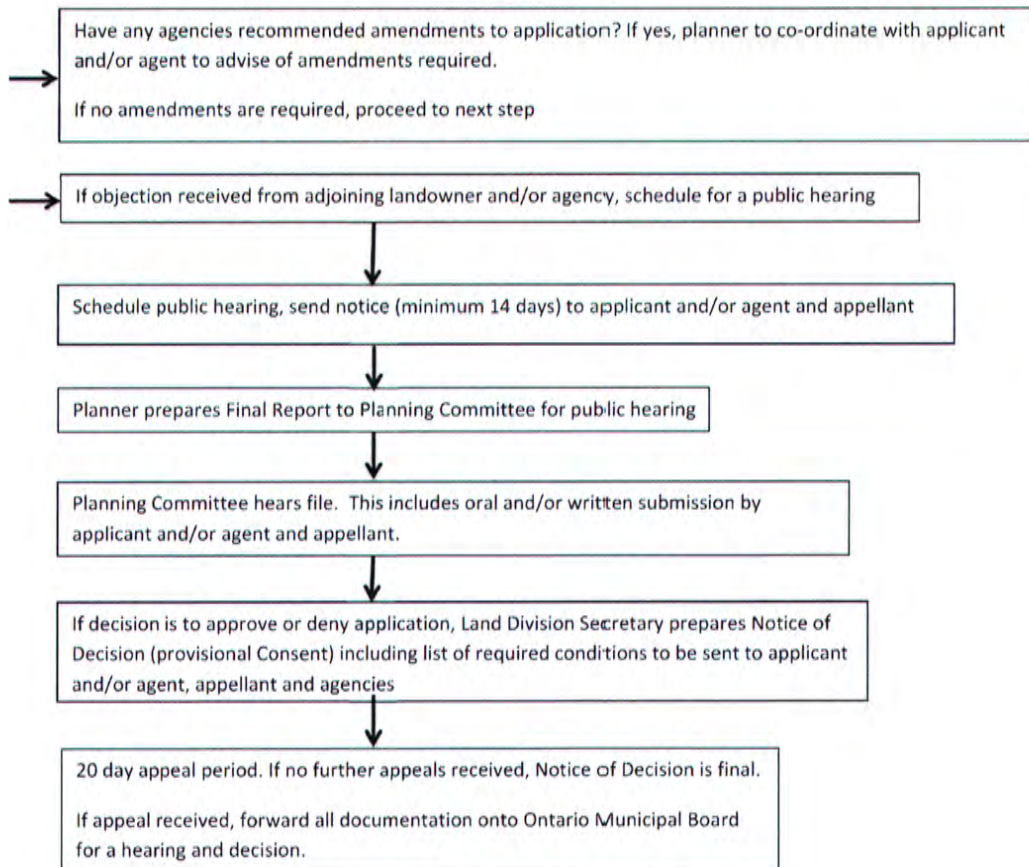 Have any agencies recommended amendments to application? If yes, planner to co-ordinate with applicant
and/or agent to advise of amendments required.
If no amendments are required, proceed to next step
If objection received from adjoining landowner and/or agency, schedule for a public hearing
Schedule public hearing, send notice (minimum 14 days) to applicant and/or agent and appellant
Planner prepares Final Report to Planning Committee for public hearing
Planning Committee hears file. This includes oral and/or written submission by
applicant and/or agent and appellant.
If decision is to approve or deny application, Land Division Secretary prepares Notice of
Decision (provisional Consent) including list of required conditions to be sent to applicant
and/or agent, appellant and agencies
20 day appeal period. If no further appeals received, Notice of Decision is final.
If appeal received, forward all documentation onto Ontario Municipal Board
for a hearing and decision.